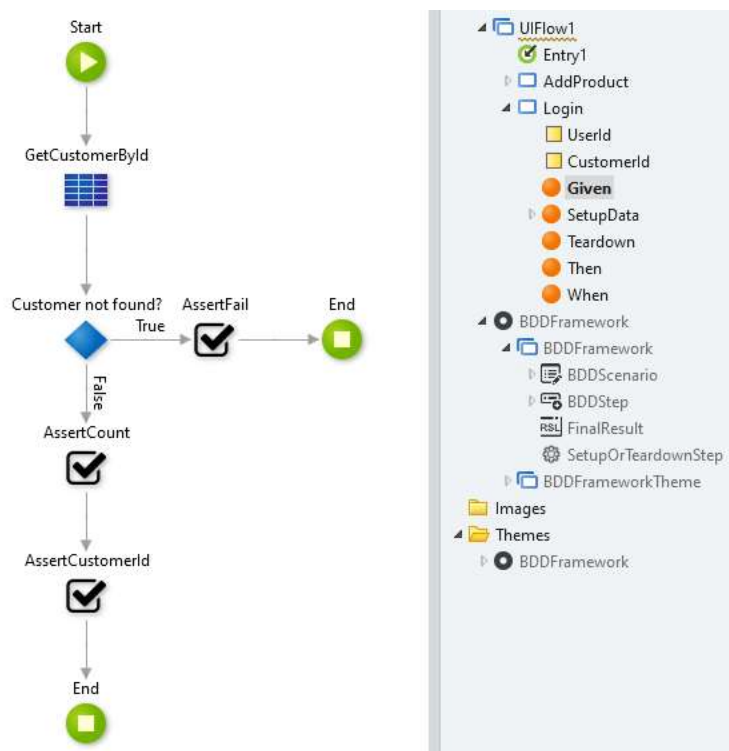 Start
GetCustomerById
Customer not found?
True
AssertFail
End
False
AssertCount
AssertCustomerId
End
UIFlow1
Entry1
AddProduct
Login
UserId
CustomerId
Given
SetupData
Teardown
Then
When
BDDFramework
BDDFramework
BDDScenario
BDDStep
RSL FinalResult
SetupOrTeardownStep
BDDFrameworkTheme
Images
Themes
BDDFramework